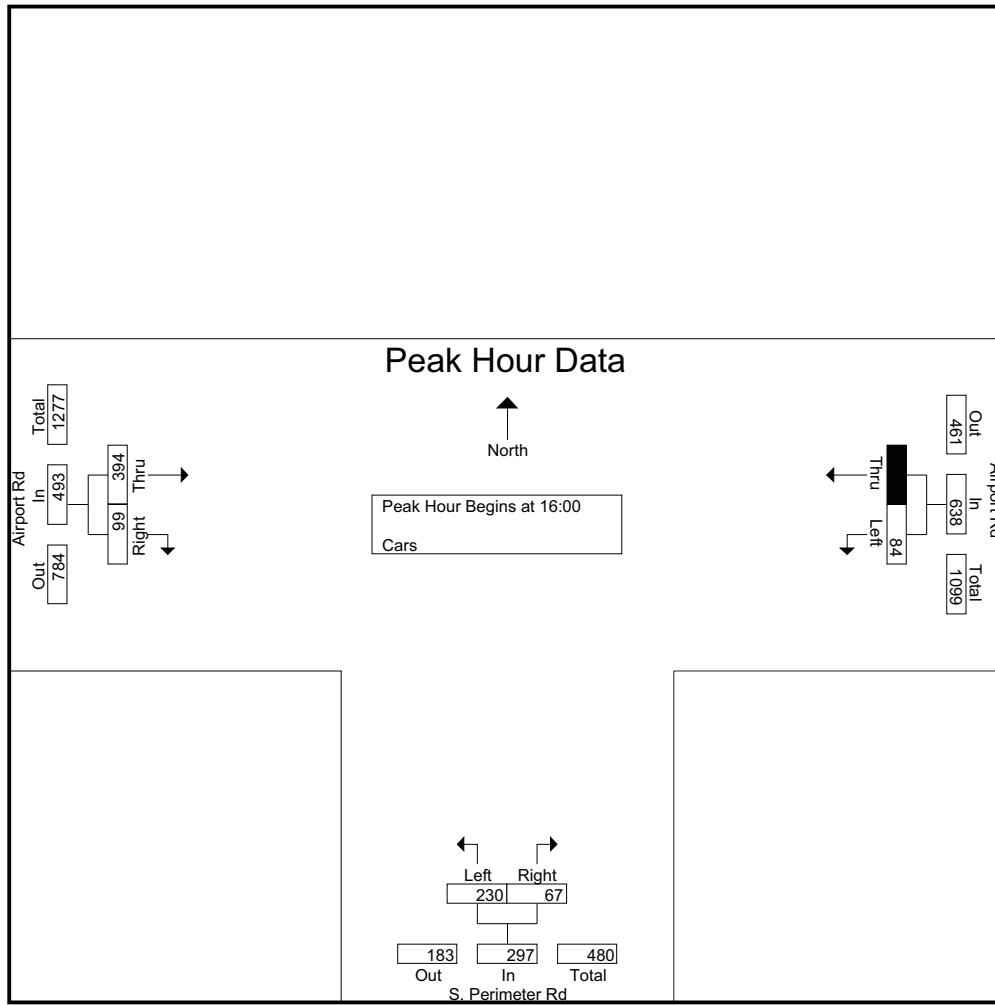 Peak Hour Data
North
Peak Hour Begins at 16:00
Cars
Airport Rd
Total
1277
In
493
Out
784
394
Thru
99
Right
Out
461
In
638
Total
1099
Airport Rd
Thru
Left
84
Left
Right
230
67
183
297
480
Out
In
Total
S. Perimeter Rd